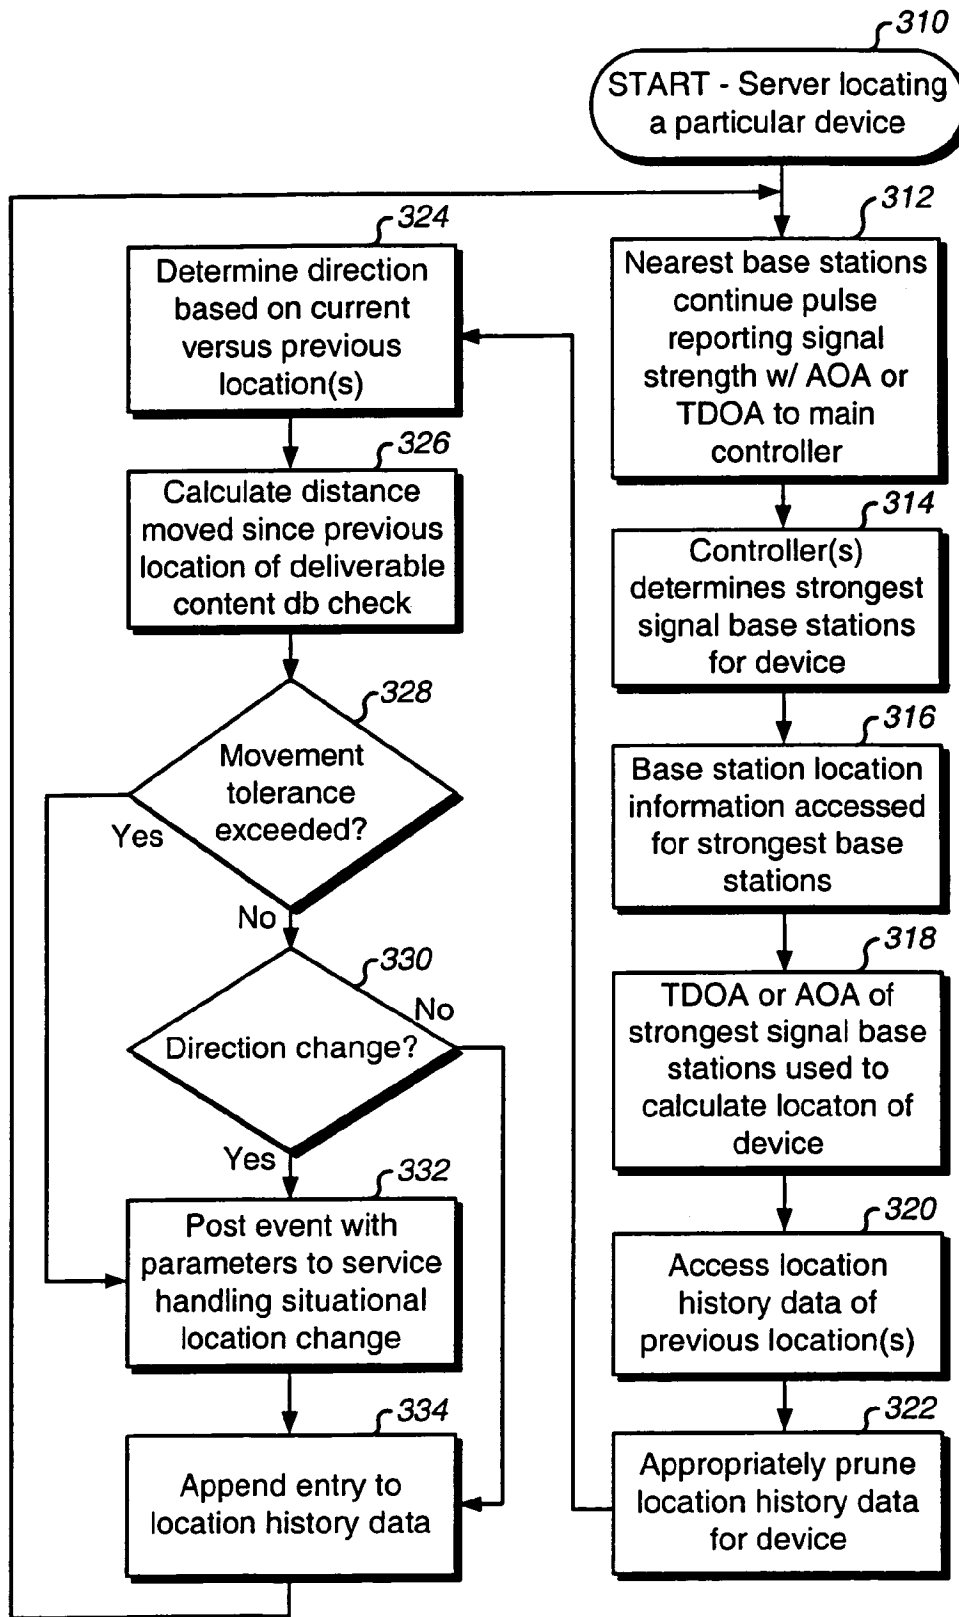 310
START - Server locating
a particular device
312
Nearest base stations
continue pulse
reporting signal
strength w/ AOA or
TDOA to main
controller
314
Controller(s)
determines strongest
signal base stations
for device
316
Base station location
information accessed
for strongest base
stations
318
TDOA or AOA of
strongest signal base
stations used to
calculate locaton of
device
320
Access location
history data of
previous location(s)
322
Appropriately prune
location history data
for device
324
Determine direction
based on current
versus previous
location(s)
326
Calculate distance
moved since previous
location of deliverable
content db check
328
Movement
tolerance
exceeded?
Yes
No
330
Direction change?
No
Yes
332
Post event with
parameters to service
handling situational
location change
334
Append entry to
location history data